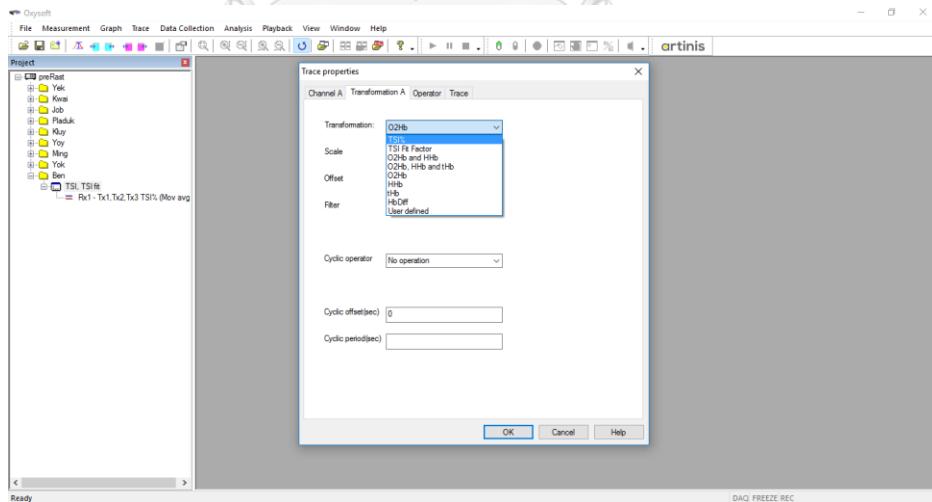 Oxysoft
File Measurement Graph Trace Data Collection Analysis Playback View Window Help
artinis
Project
preRast
Yek
Kwai
Job
Pladuk
Kluy
Yoy
Ming
Yok
Ben
TSI, TSI fit
Rx1 - Tx1,Tx2,Tx3 TSI% (Mov avg
Trace properties
Channel A Transformation A Operator Trace
Transformation: O2Hb
TSI%
TSI Fit Factor
O2Hb and HHb
O2Hb, HHb and tHb
O2Hb
HHb
tHb
HbDiff
User defined
Scale
Offset
Filter
Cyclic operator No operation
Cyclic offset(sec) 0
Cyclic period(sec)
OK Cancel Help
Ready DAQ FREEZE REC